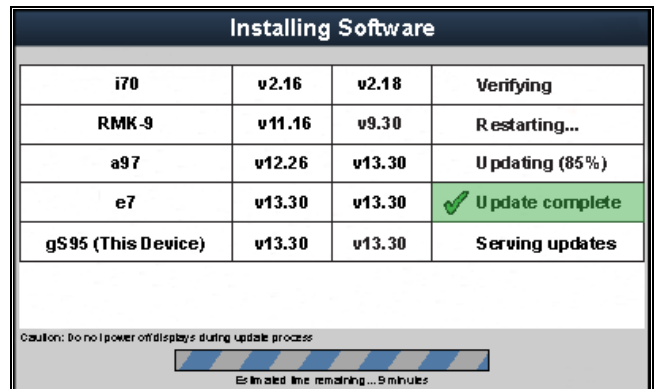 Installing Software
i70 v2.16 v2.18 Verifying
RMK-9 v11.16 v9.30 Restarting...
a97 v12.26 v13.30 Updating (85%)
e7 v13.30 v13.30 Update complete
gS95 (This Device) v13.30 v13.30 Serving updates
Caution: Do not power off displays during update process
Estimated time remaining... 9 minutes